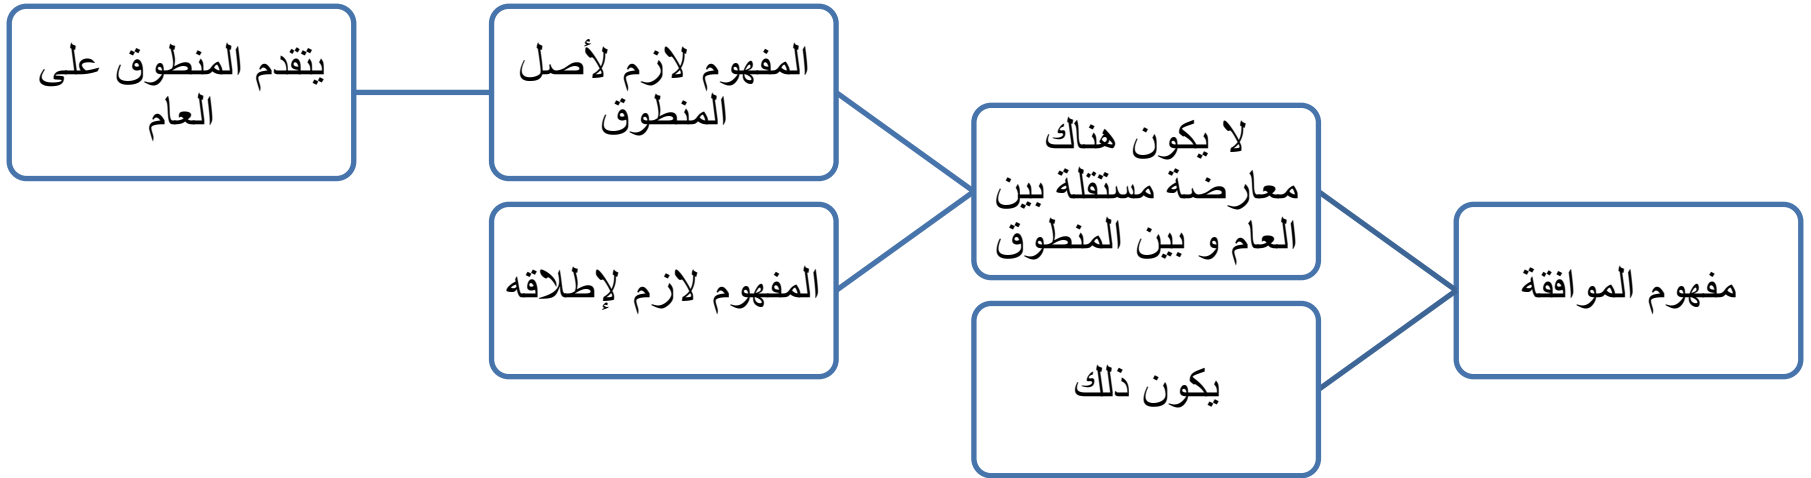 مفهوم الموافقة
لا يكون هناك
معارضة مستقلة بين
العام و بين المنطوق
المفهوم لازم لأصل
المنطوق
يتقدم المنطوق على
العام
المفهوم لازم لإطلاقه
يكون ذلك